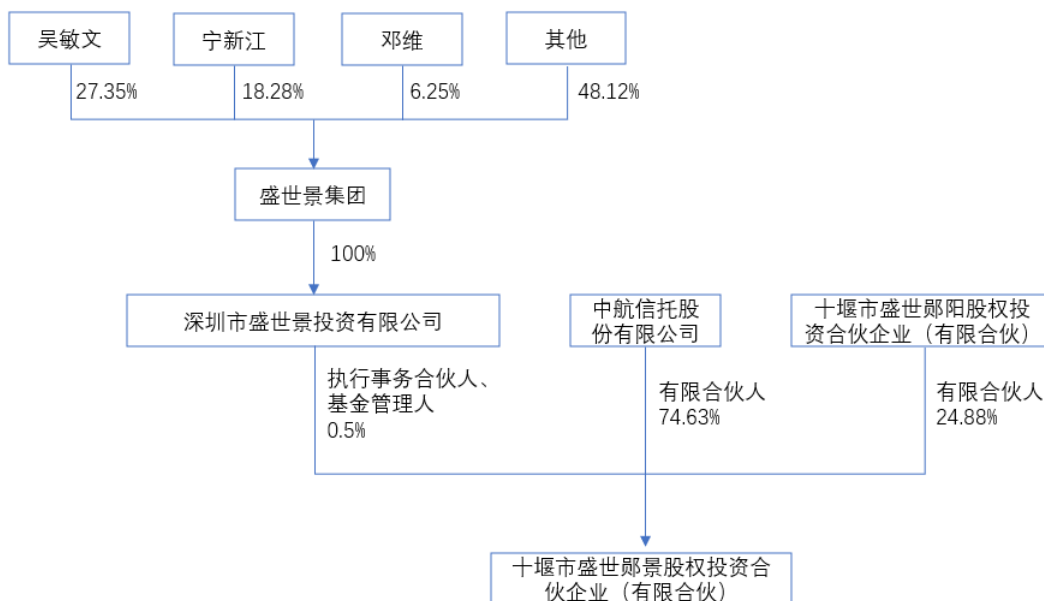 吴敏文
宁新江
邓维
其他
27.35%
18.28%
6.25%
48.12%
盛世景集团
100%
深圳市盛世景投资有限公司
中航信托股
份有限公司
十堰市盛世郧阳股权投
资合伙企业（有限合伙）
执行事务合伙人、
基金管理人
0.5%
有限合伙人
74.63%
有限合伙人
24.88%
十堰市盛世郧景股权投资合
伙企业（有限合伙）